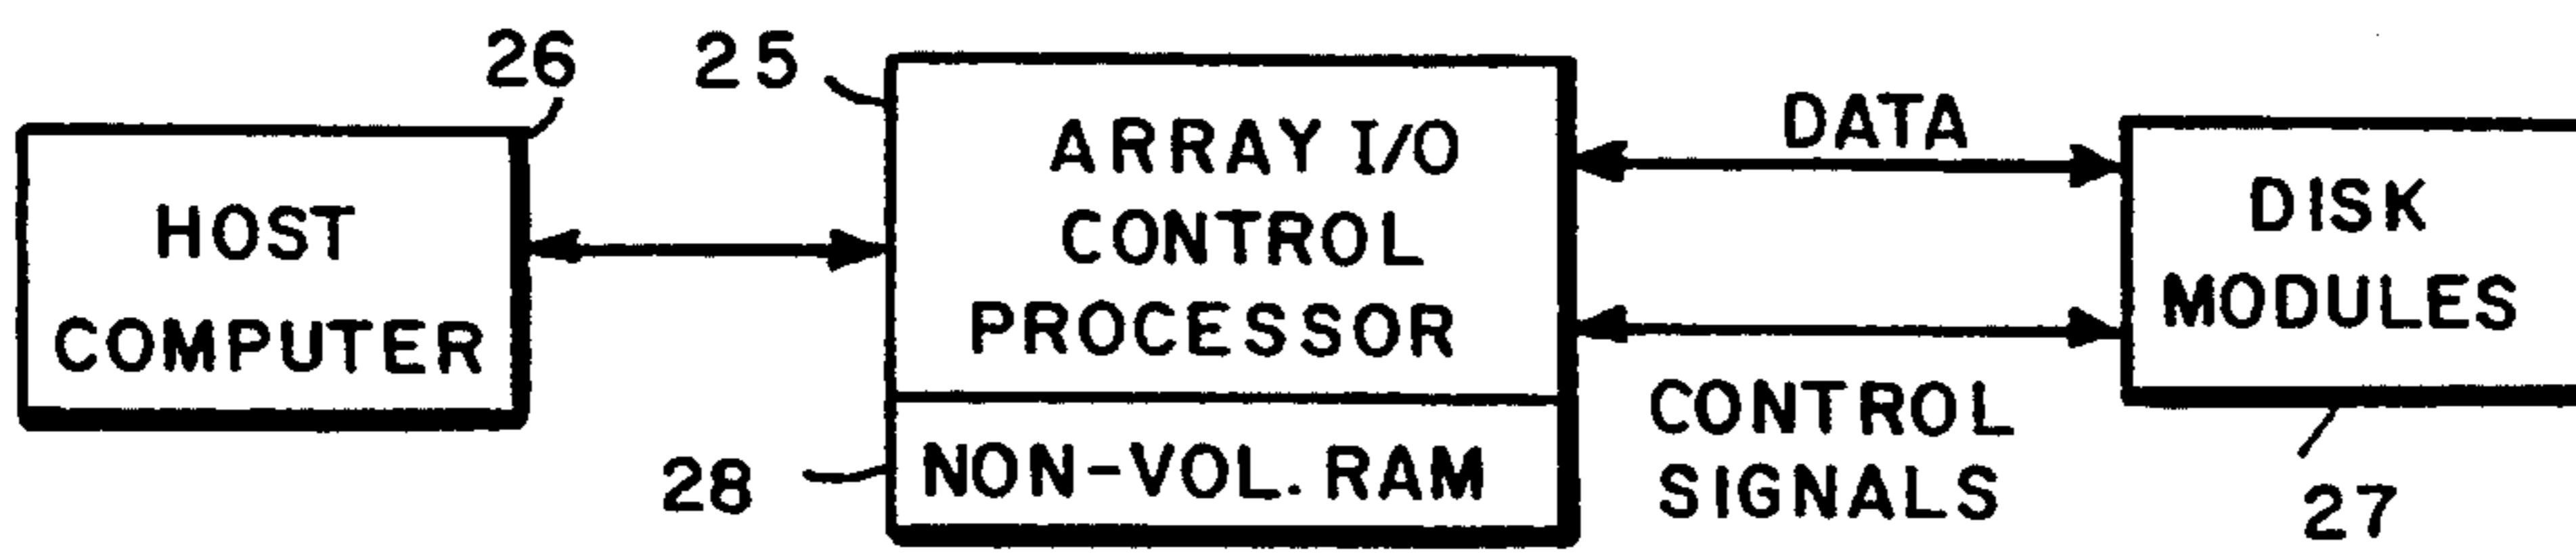 26
25
HOST
COMPUTER
ARRAY I/O
CONTROL
PROCESSOR
28
NON-VOL. RAM
DATA
CONTROL
SIGNALS
DISK
MODULES
27